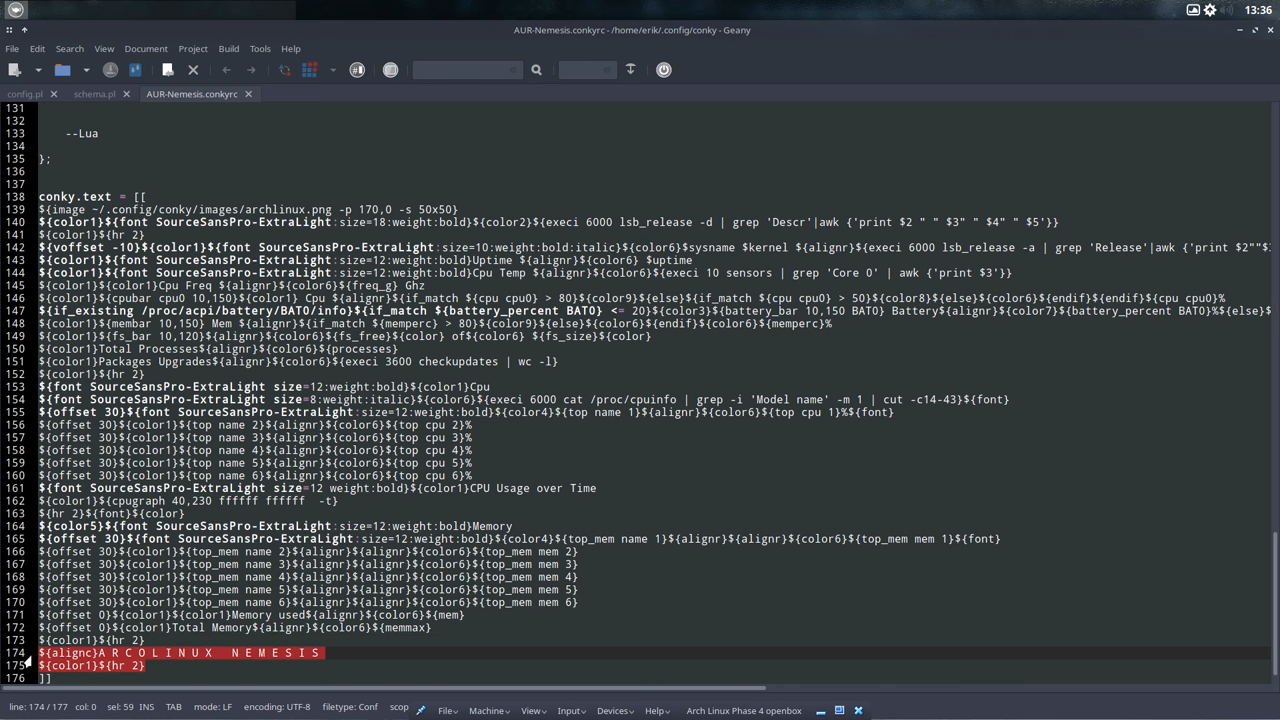 13:36
AUR-Nemesis.conkyrc - /home/erik/.config/conky - Geany
File Edit Search View Document Project Build Tools Help
config.pl schema.pl AUR-Nemesis.conkyrc
131
132
133 --Lua
134
135 };
136
137
138 conky.text = [[
139 ${image ~/.config/conky/images/archlinux.png -p 170,0 -s 50x50}
140 ${color1}${font SourceSansPro-ExtraLight:size=18:weight:bold}${color2}${execi 6000 lsb_release -d | grep 'Descr'|awk {'print $2 " " $3" " $4" " $5'}}
141 ${color1}${hr 2}
142 ${voffset -10}${color1}${font SourceSansPro-ExtraLight:size=10:weight:bold:italic}${color6}$sysname $kernel ${alignr}${execi 6000 lsb_release -a | grep 'Release'|awk {'print $2""$
143 ${color1}${font SourceSansPro-ExtraLight:size=12:weight:bold}Uptime ${alignr}${color6} $uptime
144 ${color1}${font SourceSansPro-ExtraLight:size=12:weight:bold}Cpu Temp ${alignr}${color6}${execi 10 sensors | grep 'Core 0' | awk {'print $3'}}
145 ${color1}${color1}Cpu Freq ${alignr}${color6}${freq_g} Ghz
146 ${color1}${cpubar cpu0 10,150}${color1} Cpu ${alignr}${if_match ${cpu cpu0} > 80}${color9}${else}${if_match ${cpu cpu0} > 50}${color8}${else}${color6}${endif}${endif}${cpu cpu0}%
147 ${if_existing /proc/acpi/battery/BAT0/info}${if_match ${battery_percent BAT0} <= 20}${color3}${battery_bar 10,150 BAT0} Battery${alignr}${color7}${battery_percent BAT0}%${else}$
148 ${color1}${membar 10,150} Mem ${alignr}${if_match ${memperc} > 80}${color9}${else}${color6}${endif}${color6}${memperc}%
149 ${color1}${fs_bar 10,120}${color6}${fs_free}${color} of${color6} ${fs_size}${color}
150 ${color1}Total Processes${alignr}${color6}${processes}
151 ${color1}Packages Upgrades${alignr}${color6}${execi 3600 checkupdates | wc -l}
152 ${color1}${hr 2}
153 ${font SourceSansPro-ExtraLight size=12:weight:bold}${color1}Cpu
154 ${font SourceSansPro-ExtraLight size=8:weight:italic}${color6}${execi 6000 cat /proc/cpuinfo | grep -i 'Model name' -m 1 | cut -c14-43}${font}
155 ${offset 30}${font SourceSansPro-ExtraLight:size=12:weight:bold}${color4}${top name 1}${alignr}${color6}${top cpu 1}%${font}
156 ${offset 30}${color1}${top name 2}${alignr}${color6}${top cpu 2}%
157 ${offset 30}${color1}${top name 3}${alignr}${color6}${top cpu 3}%
158 ${offset 30}${color1}${top name 4}${alignr}${color6}${top cpu 4}%
159 ${offset 30}${color1}${top name 5}${alignr}${color6}${top cpu 5}%
160 ${offset 30}${color1}${top name 6}${alignr}${color6}${top cpu 6}%
161 ${font SourceSansPro-ExtraLight size=12 weight:bold}${color1}CPU Usage over Time
162 ${color1}${cpugraph 40,230 ffffff ffffff  -t}
163 ${hr 2}${font}${color}
164 ${color5}${font SourceSansPro-ExtraLight:size=12:weight:bold}Memory
165 ${offset 30}${font SourceSansPro-ExtraLight:size=12:weight:bold}${color4}${top_mem name 1}${alignr}${alignr}${color6}${top_mem mem 1}${font}
166 ${offset 30}${color1}${top_mem name 2}${alignr}${alignr}${color6}${top_mem mem 2}
167 ${offset 30}${color1}${top_mem name 3}${alignr}${alignr}${color6}${top_mem mem 3}
168 ${offset 30}${color1}${top_mem name 4}${alignr}${alignr}${color6}${top_mem mem 4}
169 ${offset 30}${color1}${top_mem name 5}${alignr}${alignr}${color6}${top_mem mem 5}
170 ${offset 30}${color1}${top_mem name 6}${alignr}${alignr}${color6}${top_mem mem 6}
171 ${offset 0}${color1}${color1}Memory used${alignr}${color6}${mem}
172 ${offset 0}${color1}Total Memory${alignr}${color6}${memmax}
173 ${color1}${hr 2}
174 ${alignc}A R C O L I N U X   N E M E S I S
175 ${color1}${hr 2}
176 ]]
line: 174 / 177 col: 0 sel: 59 INS TAB mode: LF encoding: UTF-8 filetype: Conf scop File Machine View Input Devices Help Arch Linux Phase 4 openbox